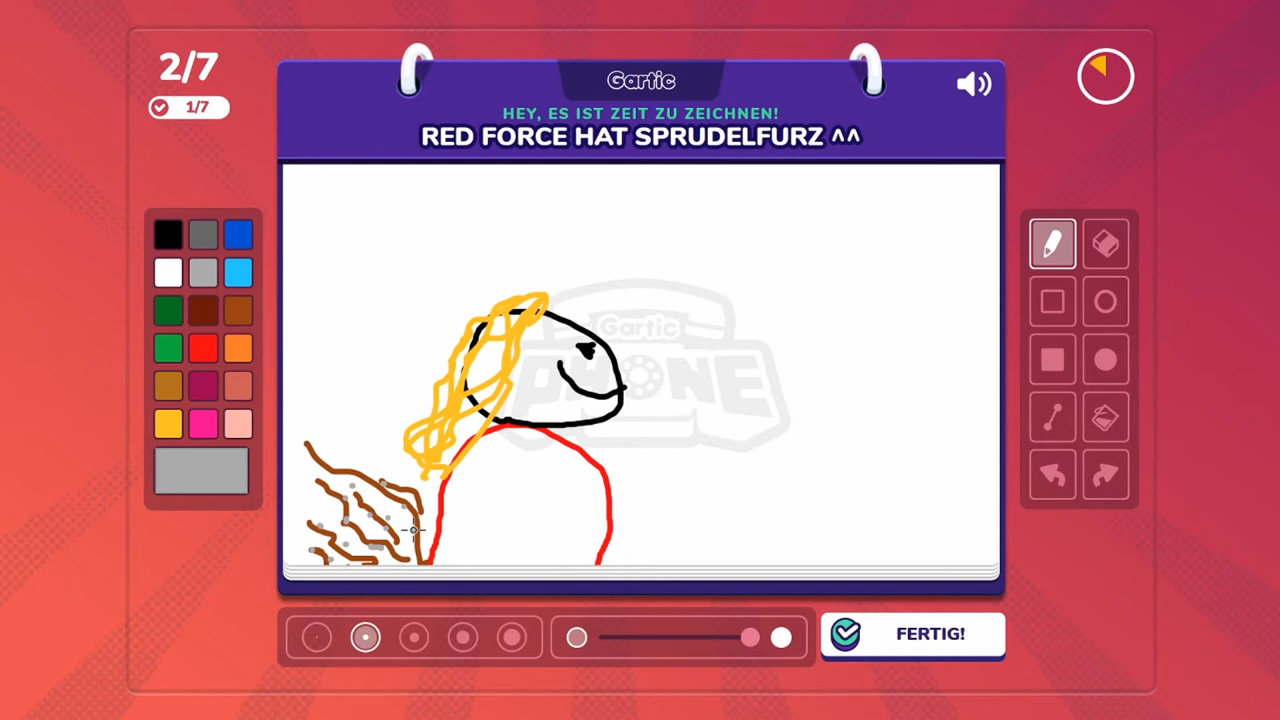 2/7
1/7
Gartic
HEY, ES IST ZEIT ZU ZEICHNEN!
RED FORCE HAT SPRUDELFURZ ^^
Gartic
PHONE
FERTIG!